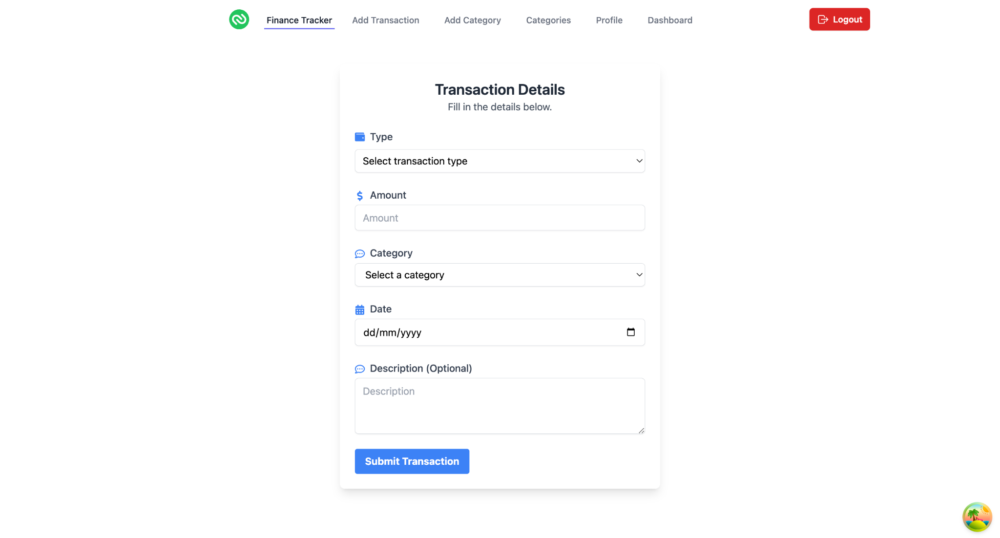 Finance Tracker
Add Transaction
Add Category
Categories
Profile
Dashboard
Logout
Transaction Details
Fill in the details below.
Type
Select transaction type
$ Amount
Amount
Category
Select a category
Date
dd/mm/yyyy
Description (Optional)
Description
Submit Transaction